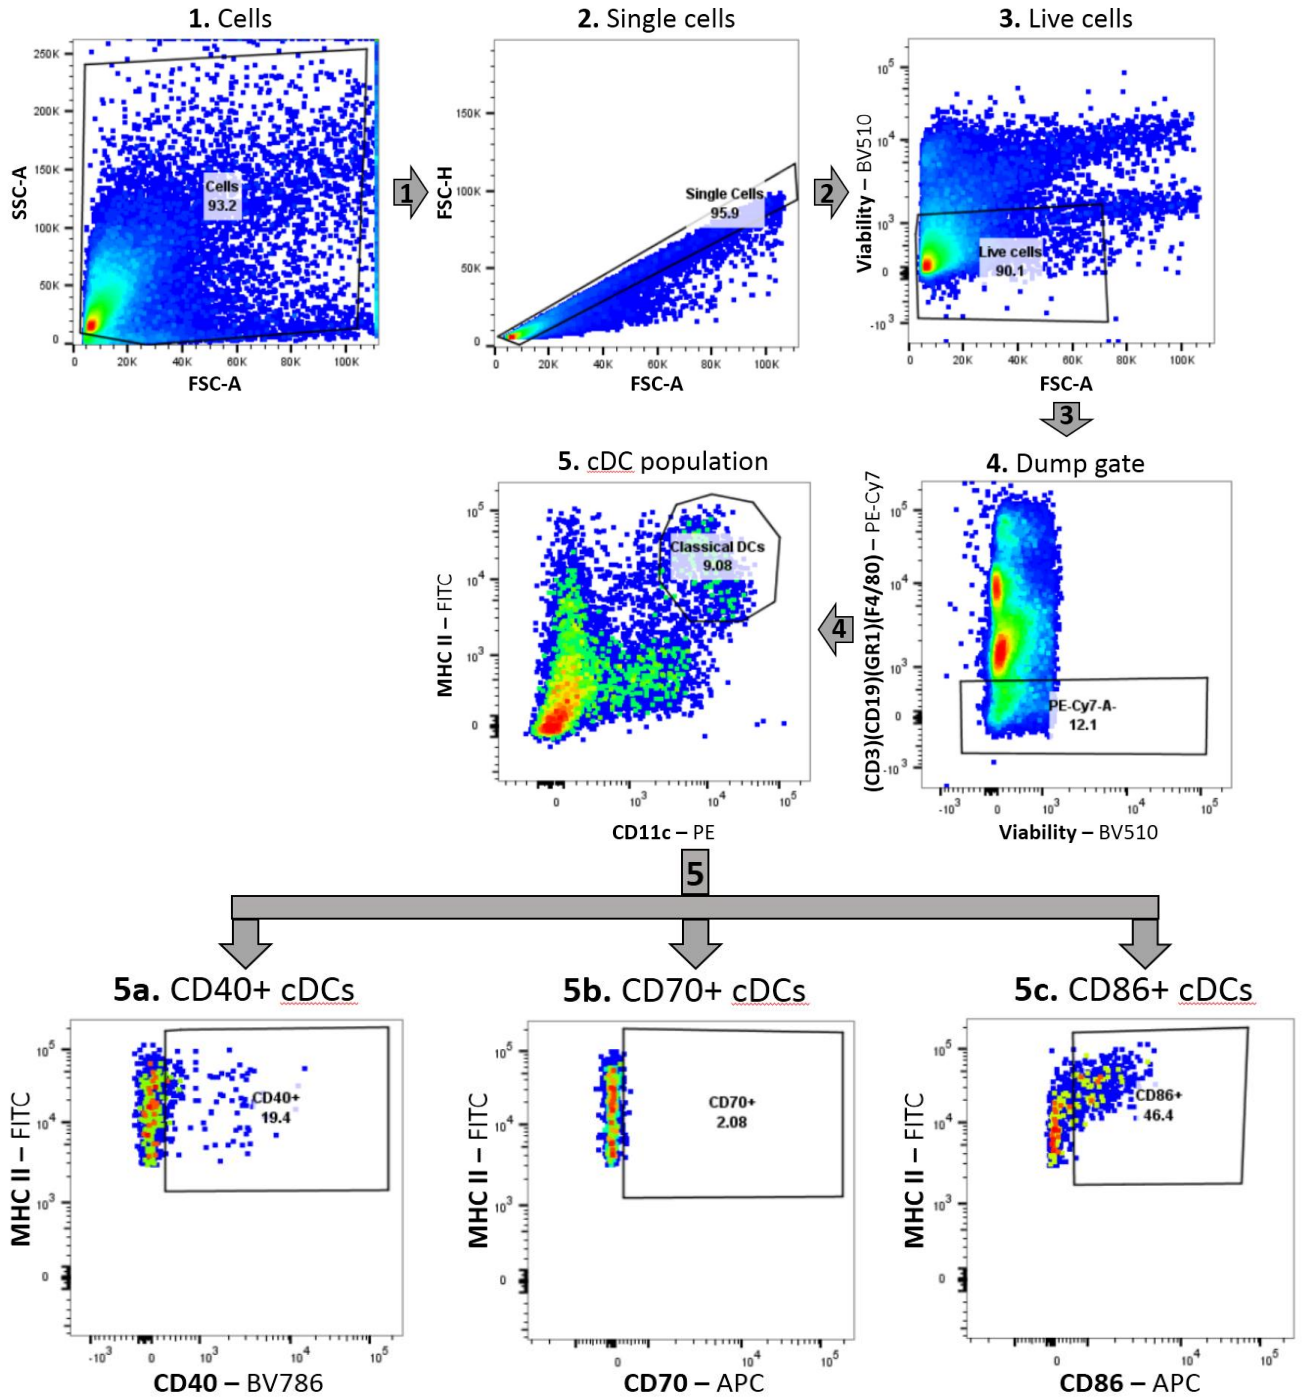 1. Cells
2. Single cells
3. Live cells
SSC-A
250K
200K
150K
100K
50K
0
Cells
93.2
0
20K
40K
60K
80K
100K
FSC-A
1
FSC-H
150K
100K
50K
0
Single Cells
95.9
0
20K
40K
60K
80K
100K
FSC-A
2
Viability – BV510
10^5
10^4
10^3
0
-10^3
Live cells
90.1
0
20K
40K
60K
80K
100K
FSC-A
3
5. cDC population
4. Dump gate
MHC II – FITC
10^5
10^4
10^3
0
Classical DCs
9.08
0
10^3
10^4
10^5
CD11c – PE
4
(CD3)(CD19)(GR1)(F4/80) – PE-Cy7
10^5
10^4
10^3
0
-10^3
PE-Cy7-A-
12.1
-10^3
0
10^3
10^4
10^5
Viability – BV510
5
5a. CD40+ cDCs
5b. CD70+ cDCs
5c. CD86+ cDCs
MHC II – FITC
10^5
10^4
10^3
0
CD40+
19.4
-10^3
0
10^3
10^4
10^5
CD40 – BV786
MHC II – FITC
10^5
10^4
10^3
0
CD70+
2.08
0
10^4
10^5
CD70 – APC
MHC II – FITC
10^5
10^4
10^3
0
CD86+
46.4
0
10^4
10^5
CD86 – APC